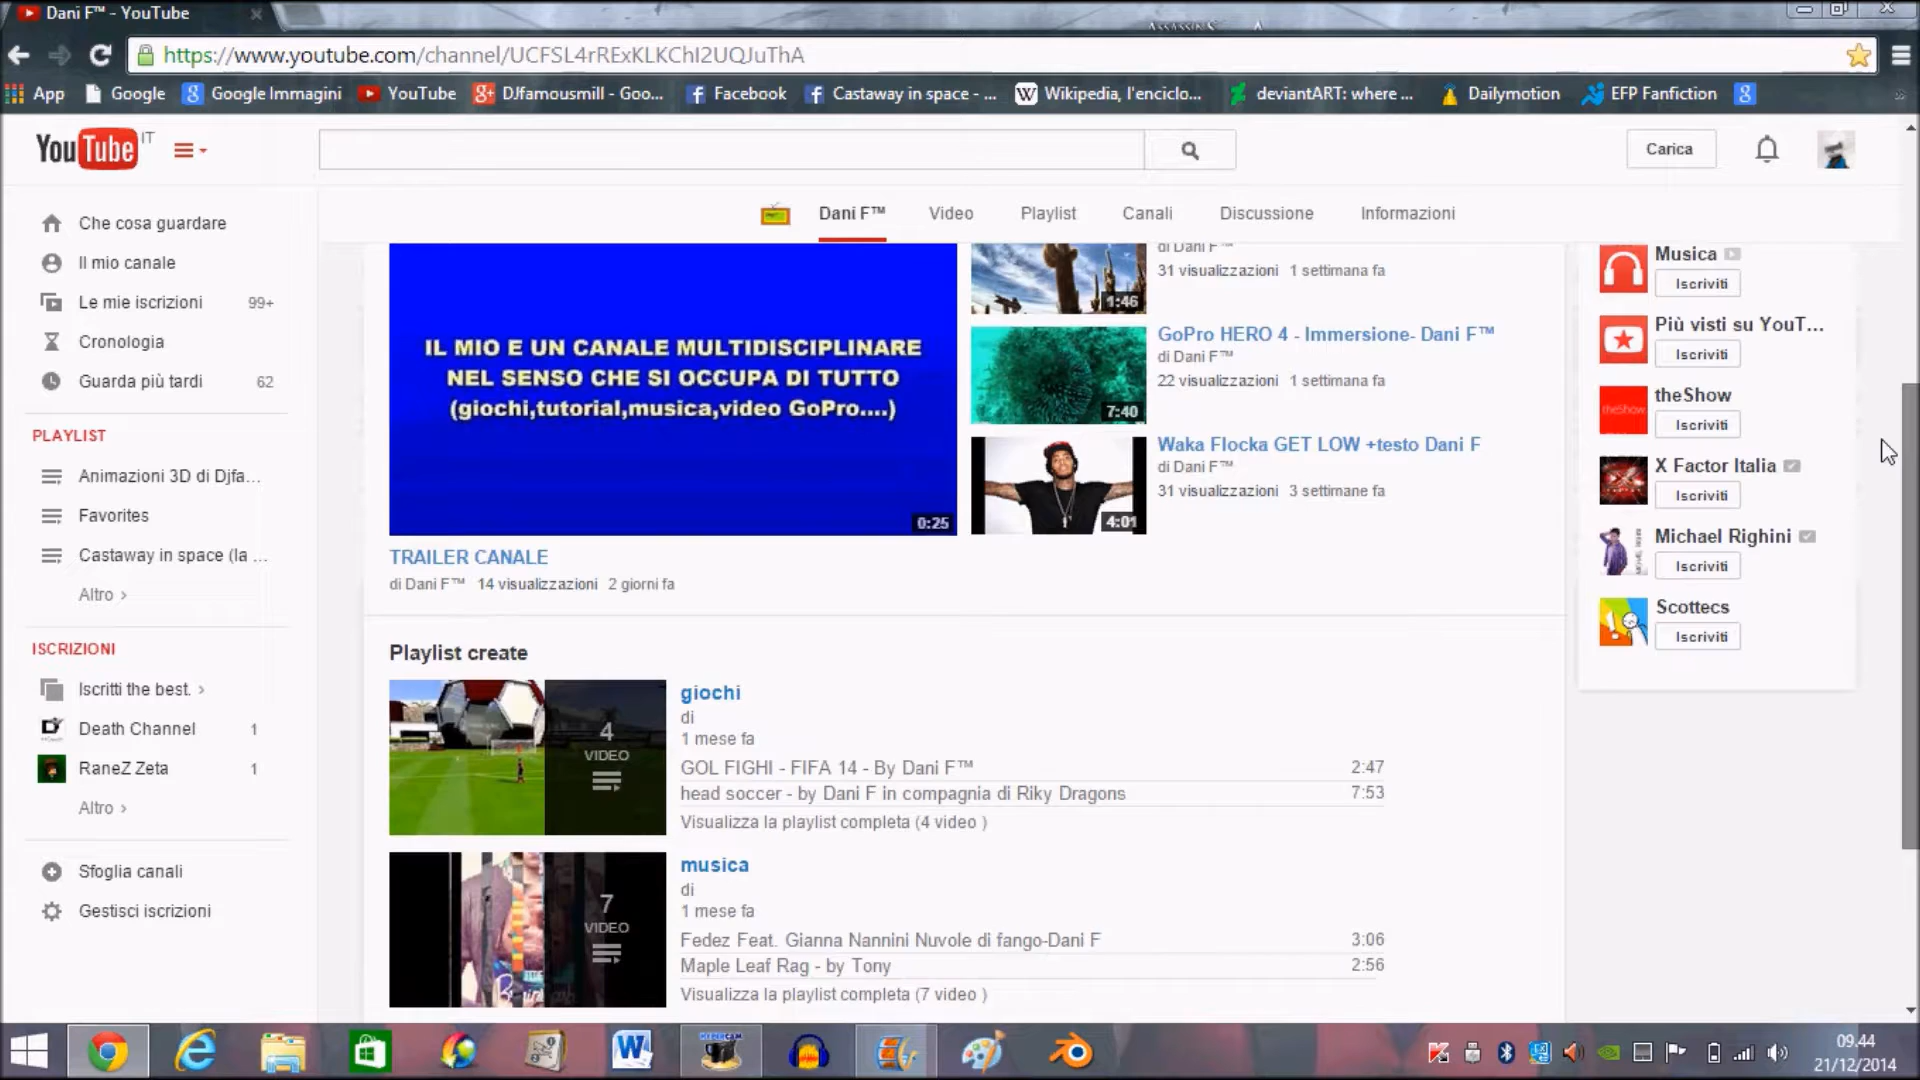 Dani F™ - YouTube
https://www.youtube.com/channel/UCFSL4rRExKLKChI2UQJuThA
App Google Google Immagini YouTube DJfamousmill - Goo... Facebook Castaway in space - ... Wikipedia, l'enciclo... deviantART: where ... Dailymotion EFP Fanfiction
YouTube IT
Carica
Dani F™ Video Playlist Canali Discussione Informazioni
Che cosa guardare
Il mio canale
Le mie iscrizioni 99+
Cronologia
Guarda più tardi 62
PLAYLIST
Animazioni 3D di Djfa...
Favorites
Castaway in space (la ...
Altro ›
ISCRIZIONI
Iscritti the best. ›
Death Channel 1
RaneZ Zeta 1
Altro ›
Sfoglia canali
Gestisci iscrizioni
IL MIO E UN CANALE MULTIDISCIPLINARE
NEL SENSO CHE SI OCCUPA DI TUTTO
(giochi,tutorial,musica,video GoPro....)
0:25
TRAILER CANALE
di Dani F™ 14 visualizzazioni 2 giorni fa
di Dani F™
31 visualizzazioni 1 settimana fa
1:46
GoPro HERO 4 - Immersione- Dani F™
di Dani F™
22 visualizzazioni 1 settimana fa
7:40
Waka Flocka GET LOW +testo Dani F
di Dani F™
31 visualizzazioni 3 settimane fa
4:01
Playlist create
4
VIDEO
giochi
di
1 mese fa
GOL FIGHI - FIFA 14 - By Dani F™ 2:47
head soccer - by Dani F in compagnia di Riky Dragons 7:53
Visualizza la playlist completa (4 video )
7
VIDEO
musica
di
1 mese fa
Fedez Feat. Gianna Nannini Nuvole di fango-Dani F 3:06
Maple Leaf Rag - by Tony 2:56
Visualizza la playlist completa (7 video )
Musica
Iscriviti
Più visti su YouT...
Iscriviti
theShow
theShow
Iscriviti
X Factor Italia
Iscriviti
Michael Righini
Iscriviti
Scottecs
Iscriviti
09.44
21/12/2014